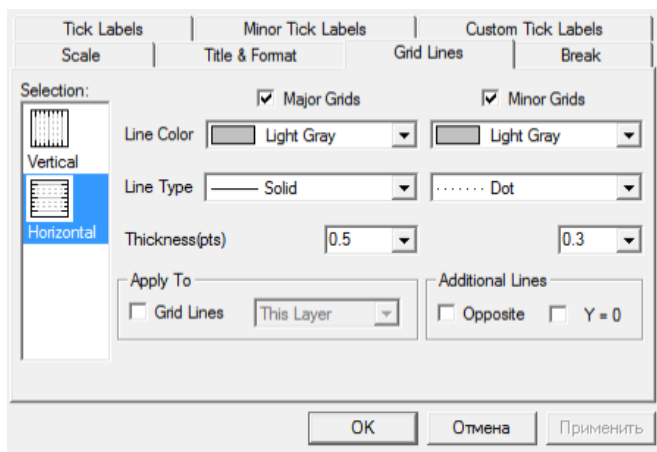 Tick Labels Minor Tick Labels Custom Tick Labels
Scale Title & Format Grid Lines Break
Selection:
Major Grids Minor Grids
Line Color Light Gray Light Gray
Vertical
Line Type Solid Dot
Horizontal
Thickness(pts) 0.5 0.3
Apply To Additional Lines
Grid Lines This Layer Opposite Y = 0
OK Отмена Применить